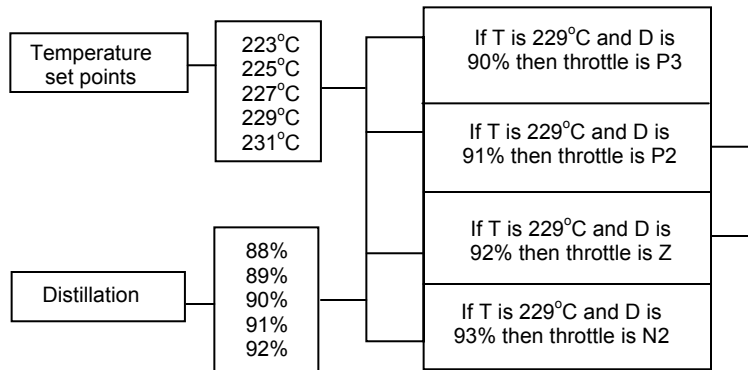 Temperature
set points
223°C
225°C
227°C
229°C
231°C
Distillation
88%
89%
90%
91%
92%
If T is 229°C and D is
90% then throttle is P3
If T is 229°C and D is
91% then throttle is P2
If T is 229°C and D is
92% then throttle is Z
If T is 229°C and D is
93% then throttle is N2